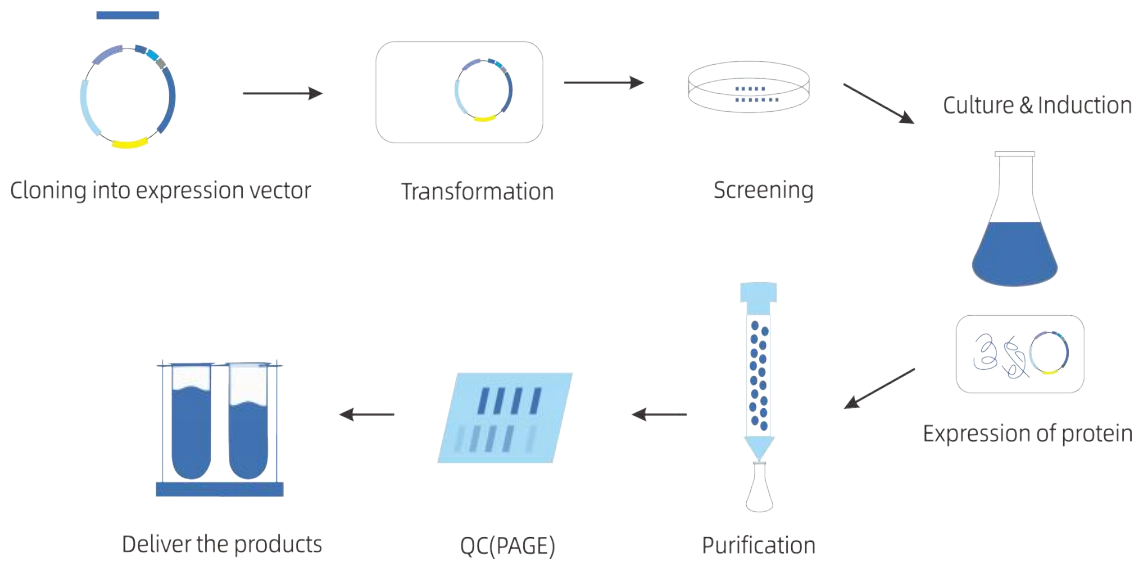 Cloning into expression vector
Transformation
Screening
Culture & Induction
Expression of protein
Purification
QC(PAGE)
Deliver the products